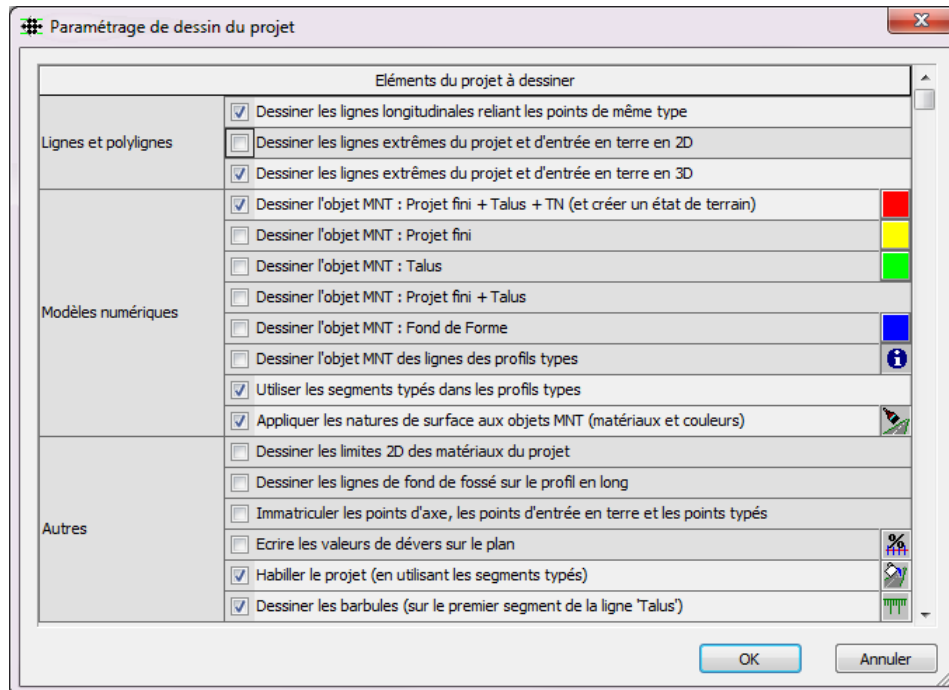 Paramétrage de dessin du projet
Eléments du projet à dessiner
Lignes et polylignes
Dessiner les lignes longitudinales reliant les points de même type
Dessiner les lignes extrêmes du projet et d'entrée en terre en 2D
Dessiner les lignes extrêmes du projet et d'entrée en terre en 3D
Modèles numériques
Dessiner l'objet MNT : Projet fini + Talus + TN (et créer un état de terrain)
Dessiner l'objet MNT : Projet fini
Dessiner l'objet MNT : Talus
Dessiner l'objet MNT : Projet fini + Talus
Dessiner l'objet MNT : Fond de Forme
Dessiner l'objet MNT des lignes des profils types
Utiliser les segments typés dans les profils types
Appliquer les natures de surface aux objets MNT (matériaux et couleurs)
Autres
Dessiner les limites 2D des matériaux du projet
Dessiner les lignes de fond de fossé sur le profil en long
Immatriculer les points d'axe, les points d'entrée en terre et les points typés
Ecrire les valeurs de dévers sur le plan
%
Habiller le projet (en utilisant les segments typés)
Dessiner les barbules (sur le premier segment de la ligne 'Talus')
OK
Annuler